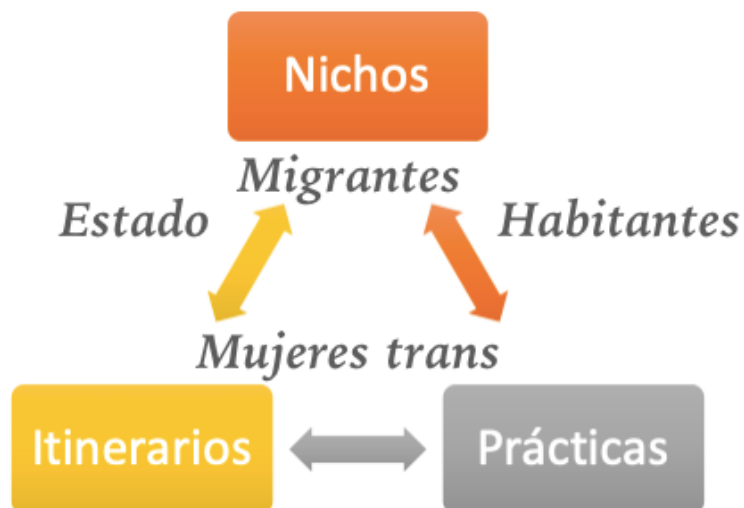 Nichos
Migrantes
Estado
Habitantes
Mujeres trans
Itinerarios
Prácticas